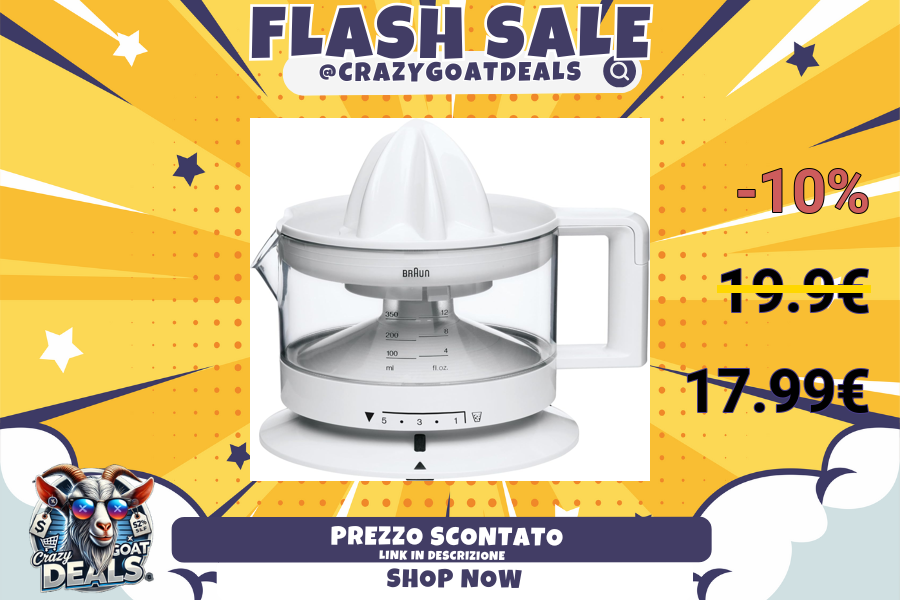 FLASH SALE
@CRAZYGOATDEALS
-10%
19.9€
17.99€
BRAUN
350 12
200 8
100 4
ml fl.oz.
5 • 3 • 1
$
52%
Crazy
GOAT
DEALS
PREZZO SCONTATO
LINK IN DESCRIZIONE
SHOP NOW